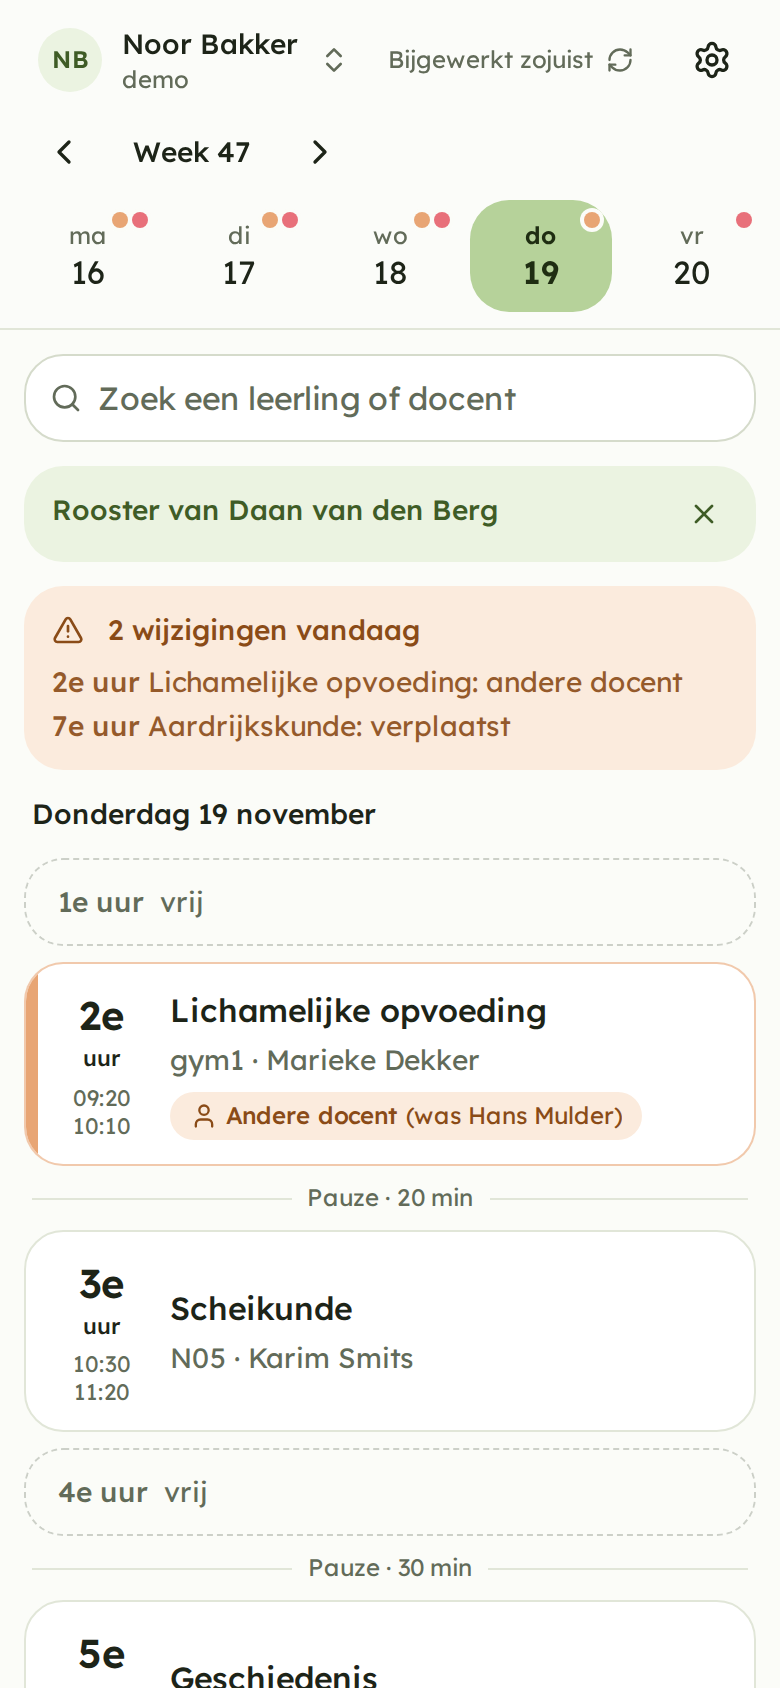 NB
Noor Bakker
demo
Bijgewerkt zojuist
Week 47
ma
16
di
17
wo
18
do
19
vr
20
Zoek een leerling of docent
Rooster van Daan van den Berg
2 wijzigingen vandaag
2e uur Lichamelijke opvoeding: andere docent
7e uur Aardrijkskunde: verplaatst
Donderdag 19 november
1e uur vrij
2e
uur
09:20
10:10
Lichamelijke opvoeding
gym1 · Marieke Dekker
Andere docent (was Hans Mulder)
Pauze · 20 min
3e
uur
10:30
11:20
Scheikunde
N05 · Karim Smits
4e uur vrij
Pauze · 30 min
5e
Geschiedenis